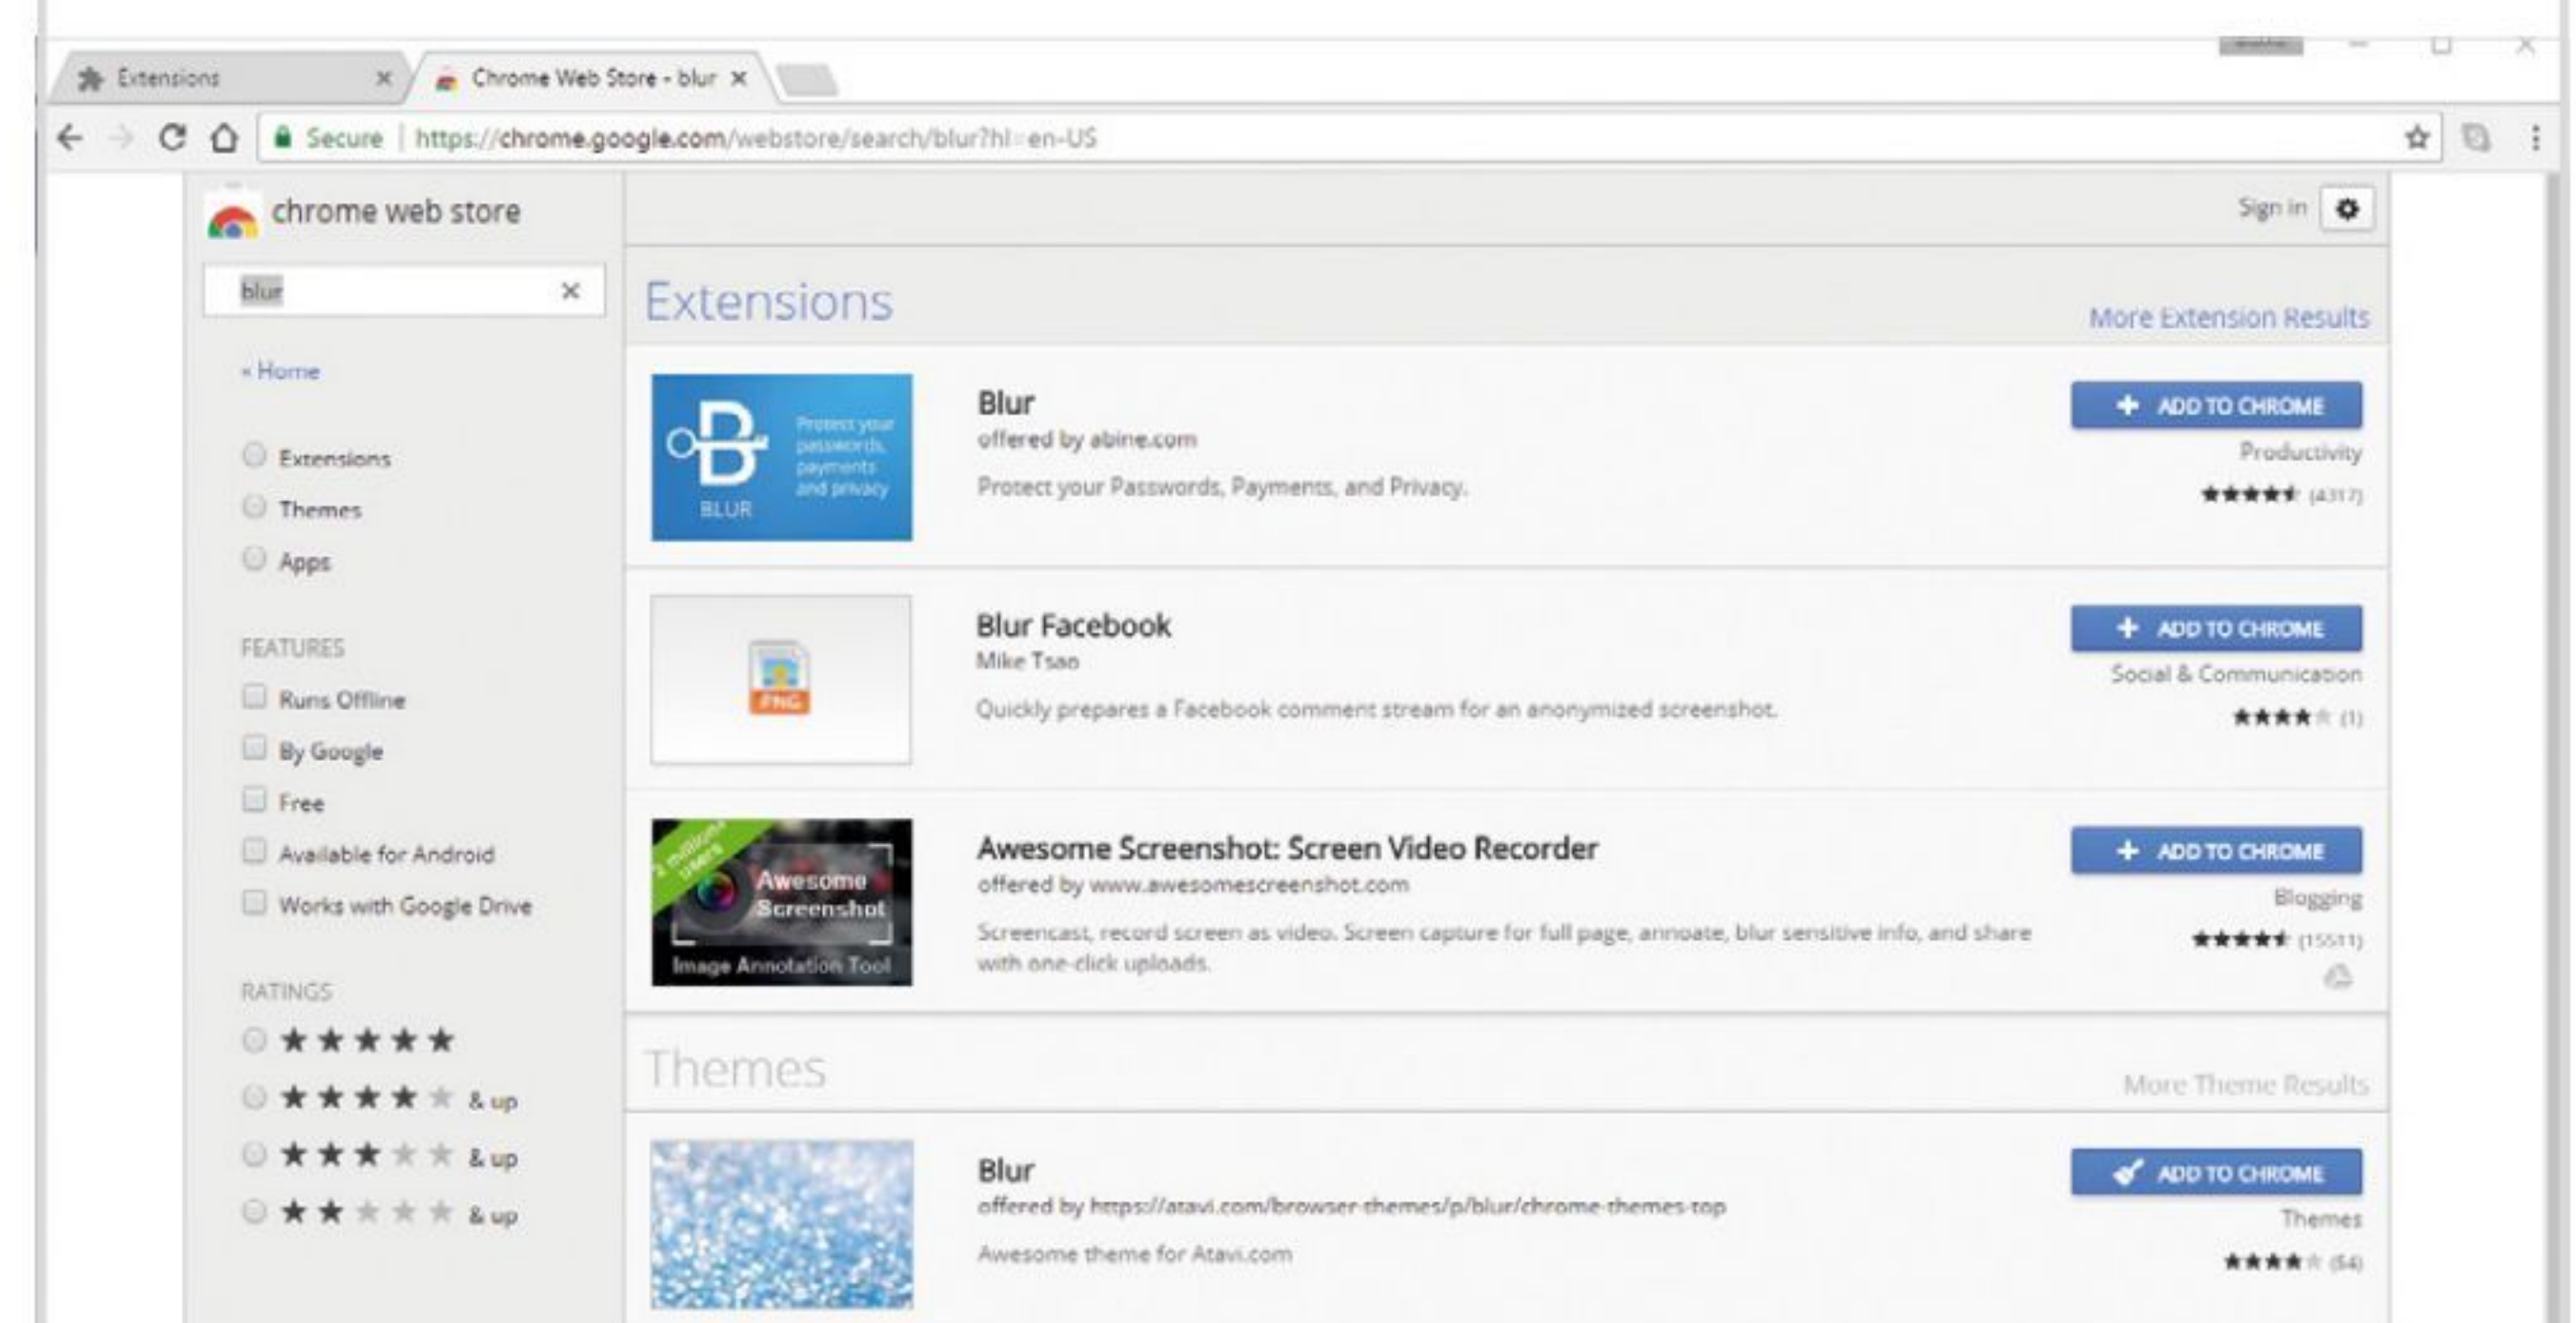 Extensions
Chrome Web Store - blur
Secure
https://chrome.google.com/webstore/search/blur?hl=en-US
chrome web store
Sign in
blur
« Home
Extensions
Themes
Apps
FEATURES
Runs Offline
By Google
Free
Available for Android
Works with Google Drive
RATINGS
& up
& up
& up
Extensions
More Extension Results
Protect your
passwords,
payments
and privacy
BLUR
Blur
offered by abine.com
Protect your Passwords, Payments, and Privacy.
ADD TO CHROME
Productivity
(4317)
PNG
Blur Facebook
Mike Tsao
Quickly prepares a Facebook comment stream for an anonymized screenshot.
ADD TO CHROME
Social & Communication
(1)
2 million+
users
Awesome
Screenshot
Image Annotation Tool
Awesome Screenshot: Screen Video Recorder
offered by www.awesomescreenshot.com
Screencast, record screen as video. Screen capture for full page, annoate, blur sensitive info, and share
with one-click uploads.
ADD TO CHROME
Blogging
(15511)
Themes
More Theme Results
Blur
offered by https://atavi.com/browser-themes/p/blur/chrome-themes-top
Awesome theme for Atavi.com
ADD TO CHROME
Themes
(54)